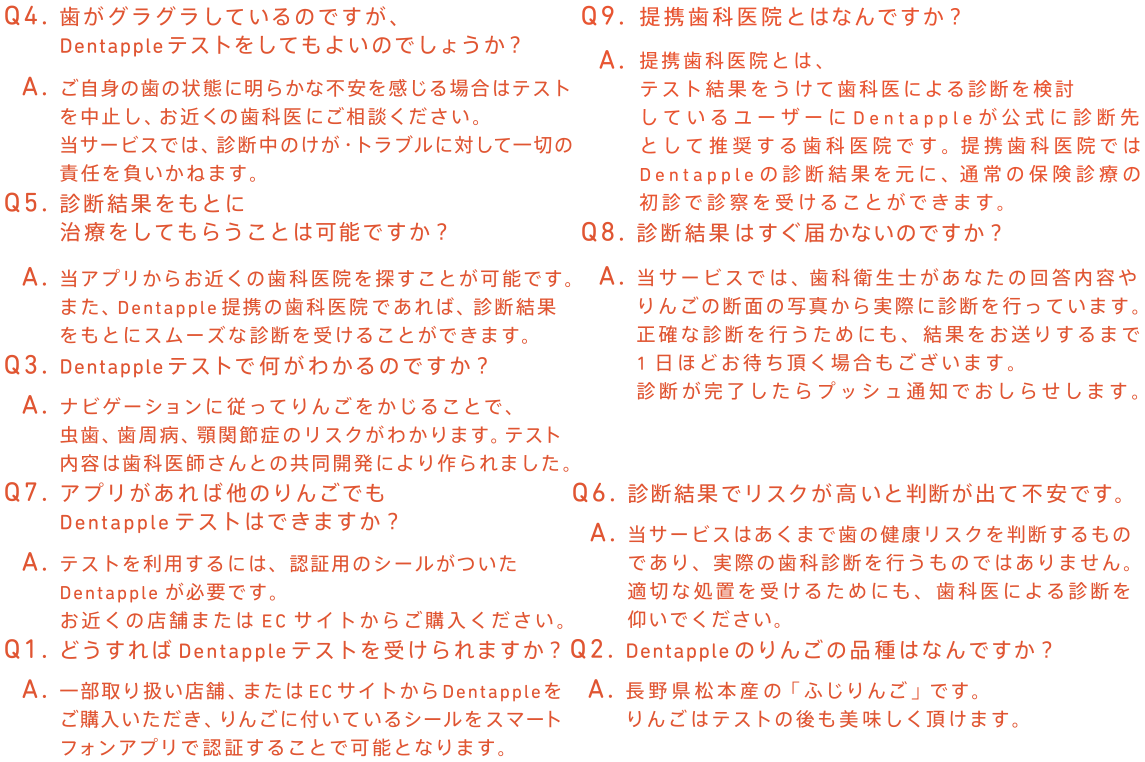 Q4. 歯がグラグラしているのですが、
Dentappleテストをしてもよいのでしょうか？
A. ご自身の歯の状態に明らかな不安を感じる場合はテスト
を中止し、お近くの歯科医にご相談ください。
当サービスでは、診断中のけが・トラブルに対して一切の
責任を負いかねます。
Q5. 診断結果をもとに
治療をしてもらうことは可能ですか？
A. 当アプリからお近くの歯科医院を探すことが可能です。
また、Dentapple提携の歯科医院であれば、診断結果
をもとにスムーズな診断を受けることができます。
Q3. Dentappleテストで何がわかるのですか？
A. ナビゲーションに従ってりんごをかじることで、
虫歯、歯周病、顎関節症のリスクがわかります。テスト
内容は歯科医師さんとの共同開発により作られました。
Q7. アプリがあれば他のりんごでも
Dentapple テストはできますか？
A. テストを利用するには、認証用のシールがついた
Dentapple が必要です。
お近くの店舗または EC サイトからご購入ください。
Q1. どうすれば Dentappleテストを受けられますか？
A. 一部取り扱い店舗、またはECサイトからDentappleを
ご購入いただき、りんごに付いているシールをスマート
フォンアプリで認証することで可能となります。
Q9. 提携歯科医院とはなんですか？
A. 提携歯科医院とは、
テスト結果をうけて歯科医による診断を検討
しているユーザーにDentappleが公式に診断先
として推奨する歯科医院です。提携歯科医院では
Dentappleの診断結果を元に、通常の保険診療の
初診で診察を受けることができます。
Q8. 診断結果はすぐ届かないのですか？
A. 当サービスでは、歯科衛生士があなたの回答内容や
りんごの断面の写真から実際に診断を行っています。
正確な診断を行うためにも、結果をお送りするまで
1 日ほどお待ち頂く場合もございます。
診断が完了したらプッシュ通知でおしらせします。
Q6. 診断結果でリスクが高いと判断が出て不安です。
A. 当サービスはあくまで歯の健康リスクを判断するもの
であり、実際の歯科診断を行うものではありません。
適切な処置を受けるためにも、歯科医による診断を
仰いでください。
Q2. Dentappleのりんごの品種はなんですか？
A. 長野県松本産の「ふじりんご」です。
りんごはテストの後も美味しく頂けます。